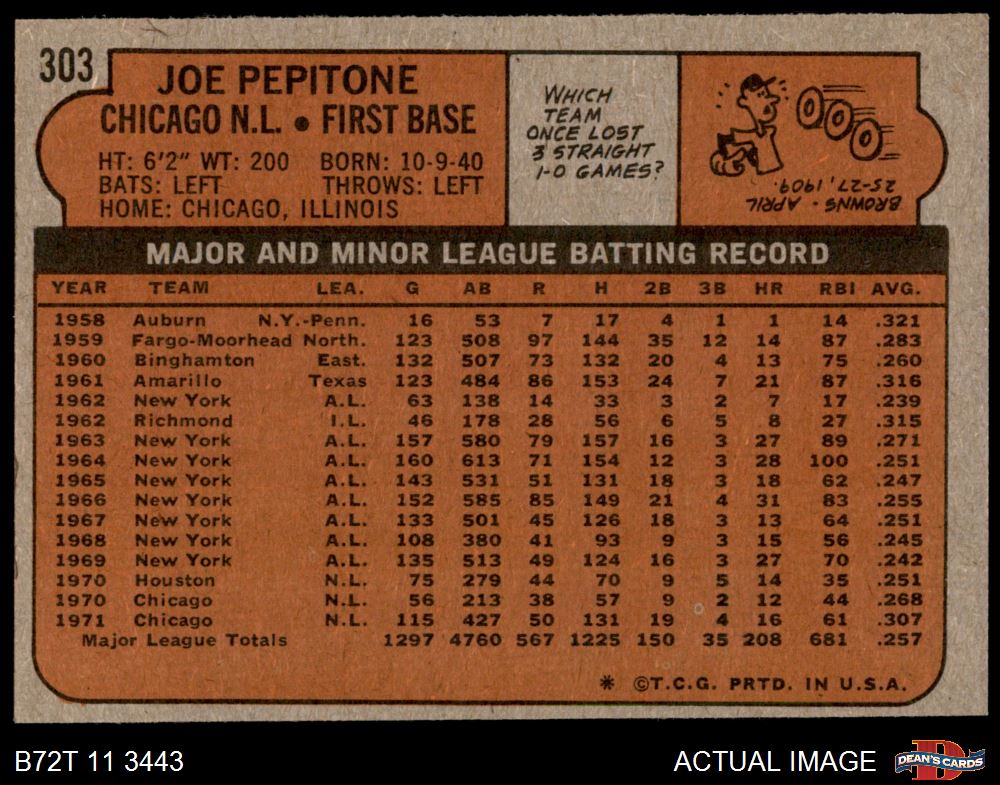 303
JOE PEPITONE
CHICAGO N.L. • FIRST BASE
HT: 6'2" WT: 200 BORN: 10-9-40
BATS: LEFT THROWS: LEFT
HOME: CHICAGO, ILLINOIS
WHICH
TEAM
ONCE LOST
3 STRAIGHT
1-0 GAMES?
000
BROWNS - APRIL
25-27, 1909.
MAJOR AND MINOR LEAGUE BATTING RECORD
YEAR TEAM LEA. G AB R H 2B 3B HR RBI AVG.
1958 Auburn N.Y.-Penn. 16 53 7 17 4 1 1 14 .321
1959 Fargo-Moorhead North. 123 508 97 144 35 12 14 87 .283
1960 Binghamton East. 132 507 73 132 20 4 13 75 .260
1961 Amarillo Texas 123 484 86 153 24 7 21 87 .316
1962 New York A.L. 63 138 14 33 3 2 7 17 .239
1962 Richmond I.L. 46 178 28 56 6 5 8 27 .315
1963 New York A.L. 157 580 79 157 16 3 27 89 .271
1964 New York A.L. 160 613 71 154 12 3 28 100 .251
1965 New York A.L. 143 531 51 131 18 3 18 62 .247
1966 New York A.L. 152 585 85 149 21 4 31 83 .255
1967 New York A.L. 133 501 45 126 18 3 13 64 .251
1968 New York A.L. 108 380 41 93 9 3 15 56 .245
1969 New York A.L. 135 513 49 124 16 3 27 70 .242
1970 Houston N.L. 75 279 44 70 9 5 14 35 .251
1970 Chicago N.L. 56 213 38 57 9 2 12 44 .268
1971 Chicago N.L. 115 427 50 131 19 4 16 61 .307
Major League Totals 1297 4760 567 1225 150 35 208 681 .257
* ©T.C.G. PRTD. IN U.S.A.
B72T 11 3443
ACTUAL IMAGE
DEAN'S CARDS